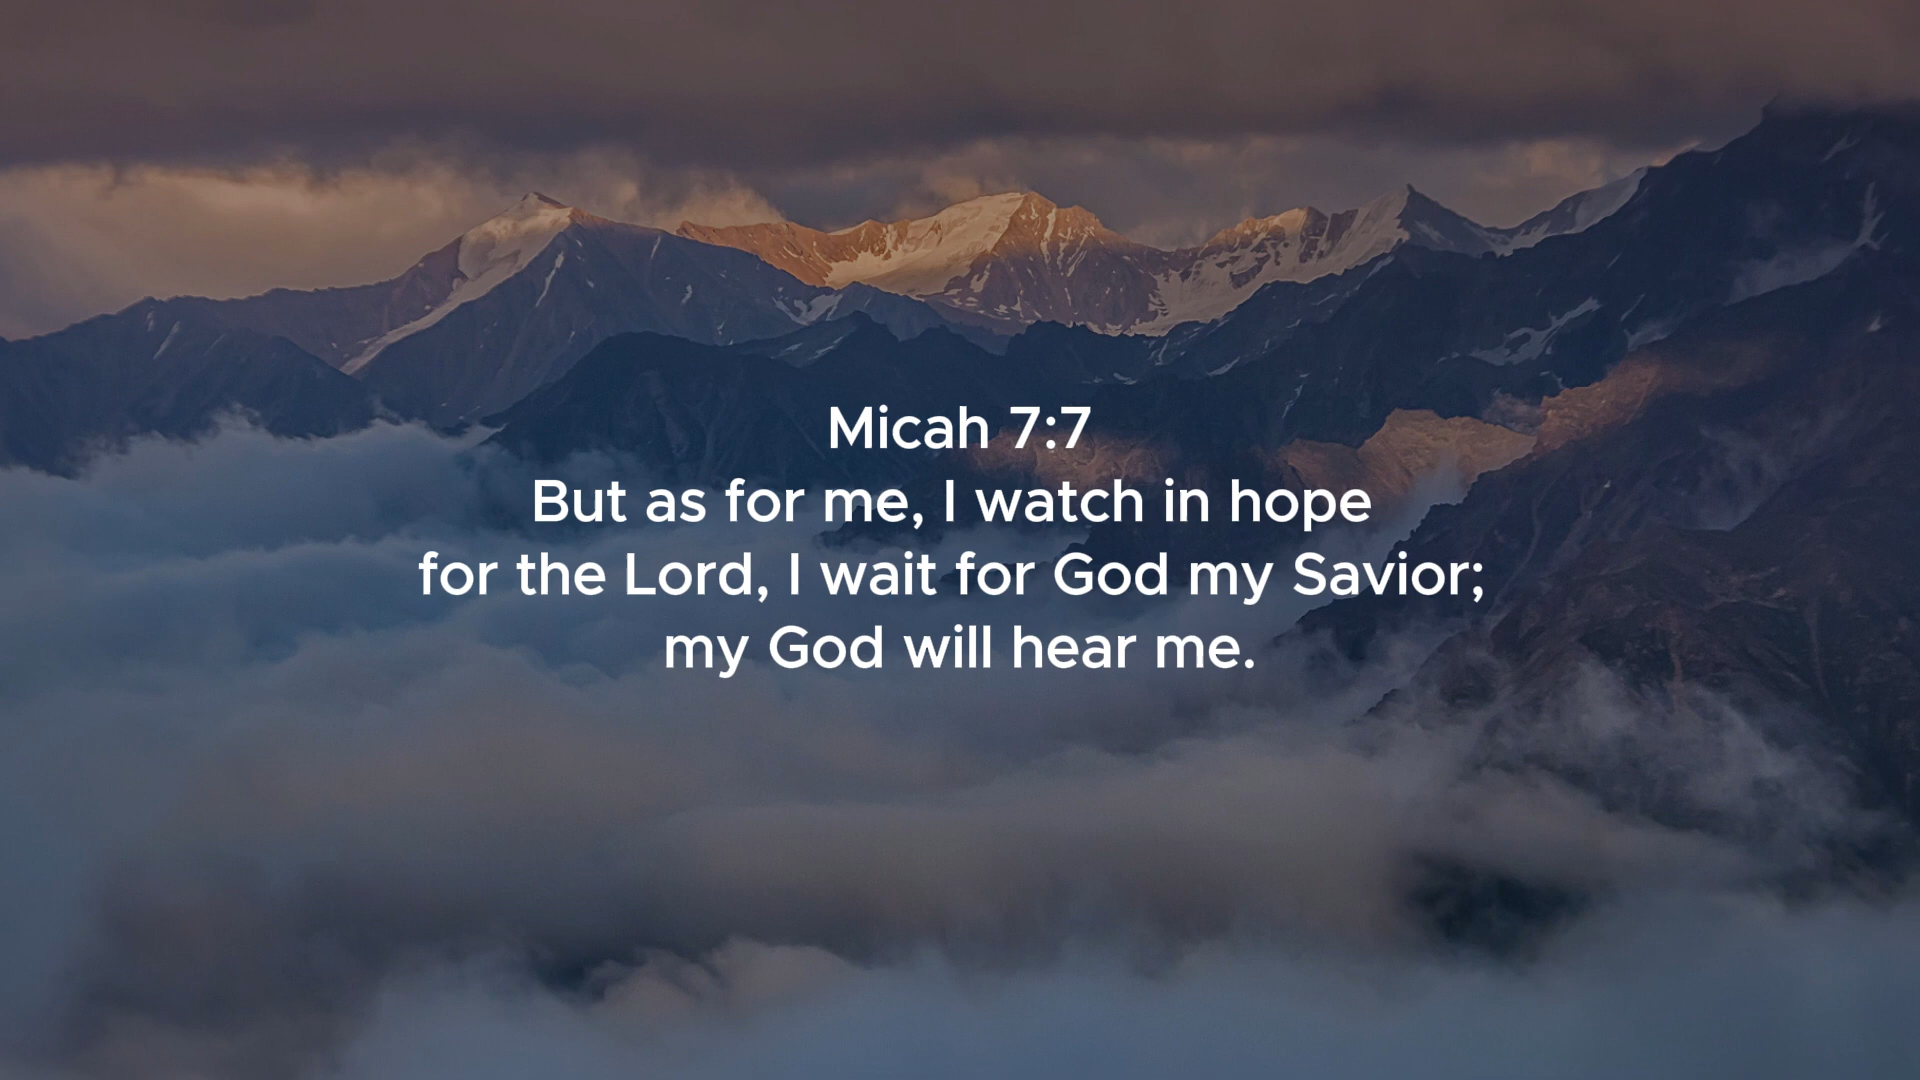 Micah 7:7
But as for me, I watch in hope
for the Lord, I wait for God my Savior;
my God will hear me.